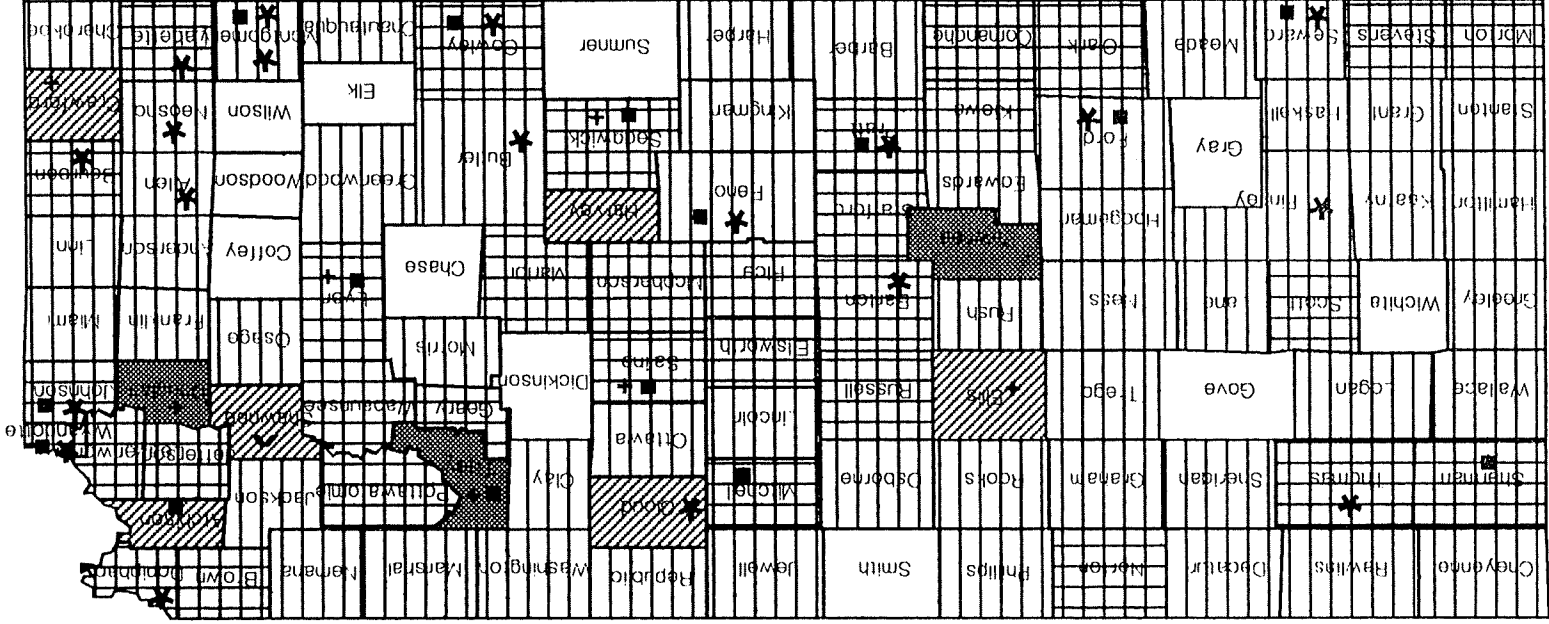 Cheyenne Rawlins Decatur Norton Phillips Smith Jewell Republic Washington Marshal Nemaha Brown Doniphan
Sherman Thomas Sheridan Graham Rooks Osborne Mitchell Cloud Clay Pottawatomie Jackson Atchison
Lincoln Ottawa Jefferson Leavenworth Wyandotte
Wallace Logan Gove Trego Ellis Russell Ellsworth Saline Dickinson Geary Wabaunsee Shawnee Douglas Johnson
Greeley Wichita Scott Lane Ness Rush Barton Rice Mcpherson Marion Morris Lyon Osage Franklin Miami
Hamilton Kearny Finney Hodgeman Pawnee Stafford Reno Harvey Chase Coffey Anderson Linn
Stanton Grant Haskell Gray Ford Edwards Kiowa Pratt Kingman Sedgwick Butler Greenwood Woodson Allen Bourbon
Morton Stevens Seward Meade Clark Comanche Barber Harper Sumner Cowley Elk Chautauqua Wilson Montgomery Neosho Labette Crawford Cherokee